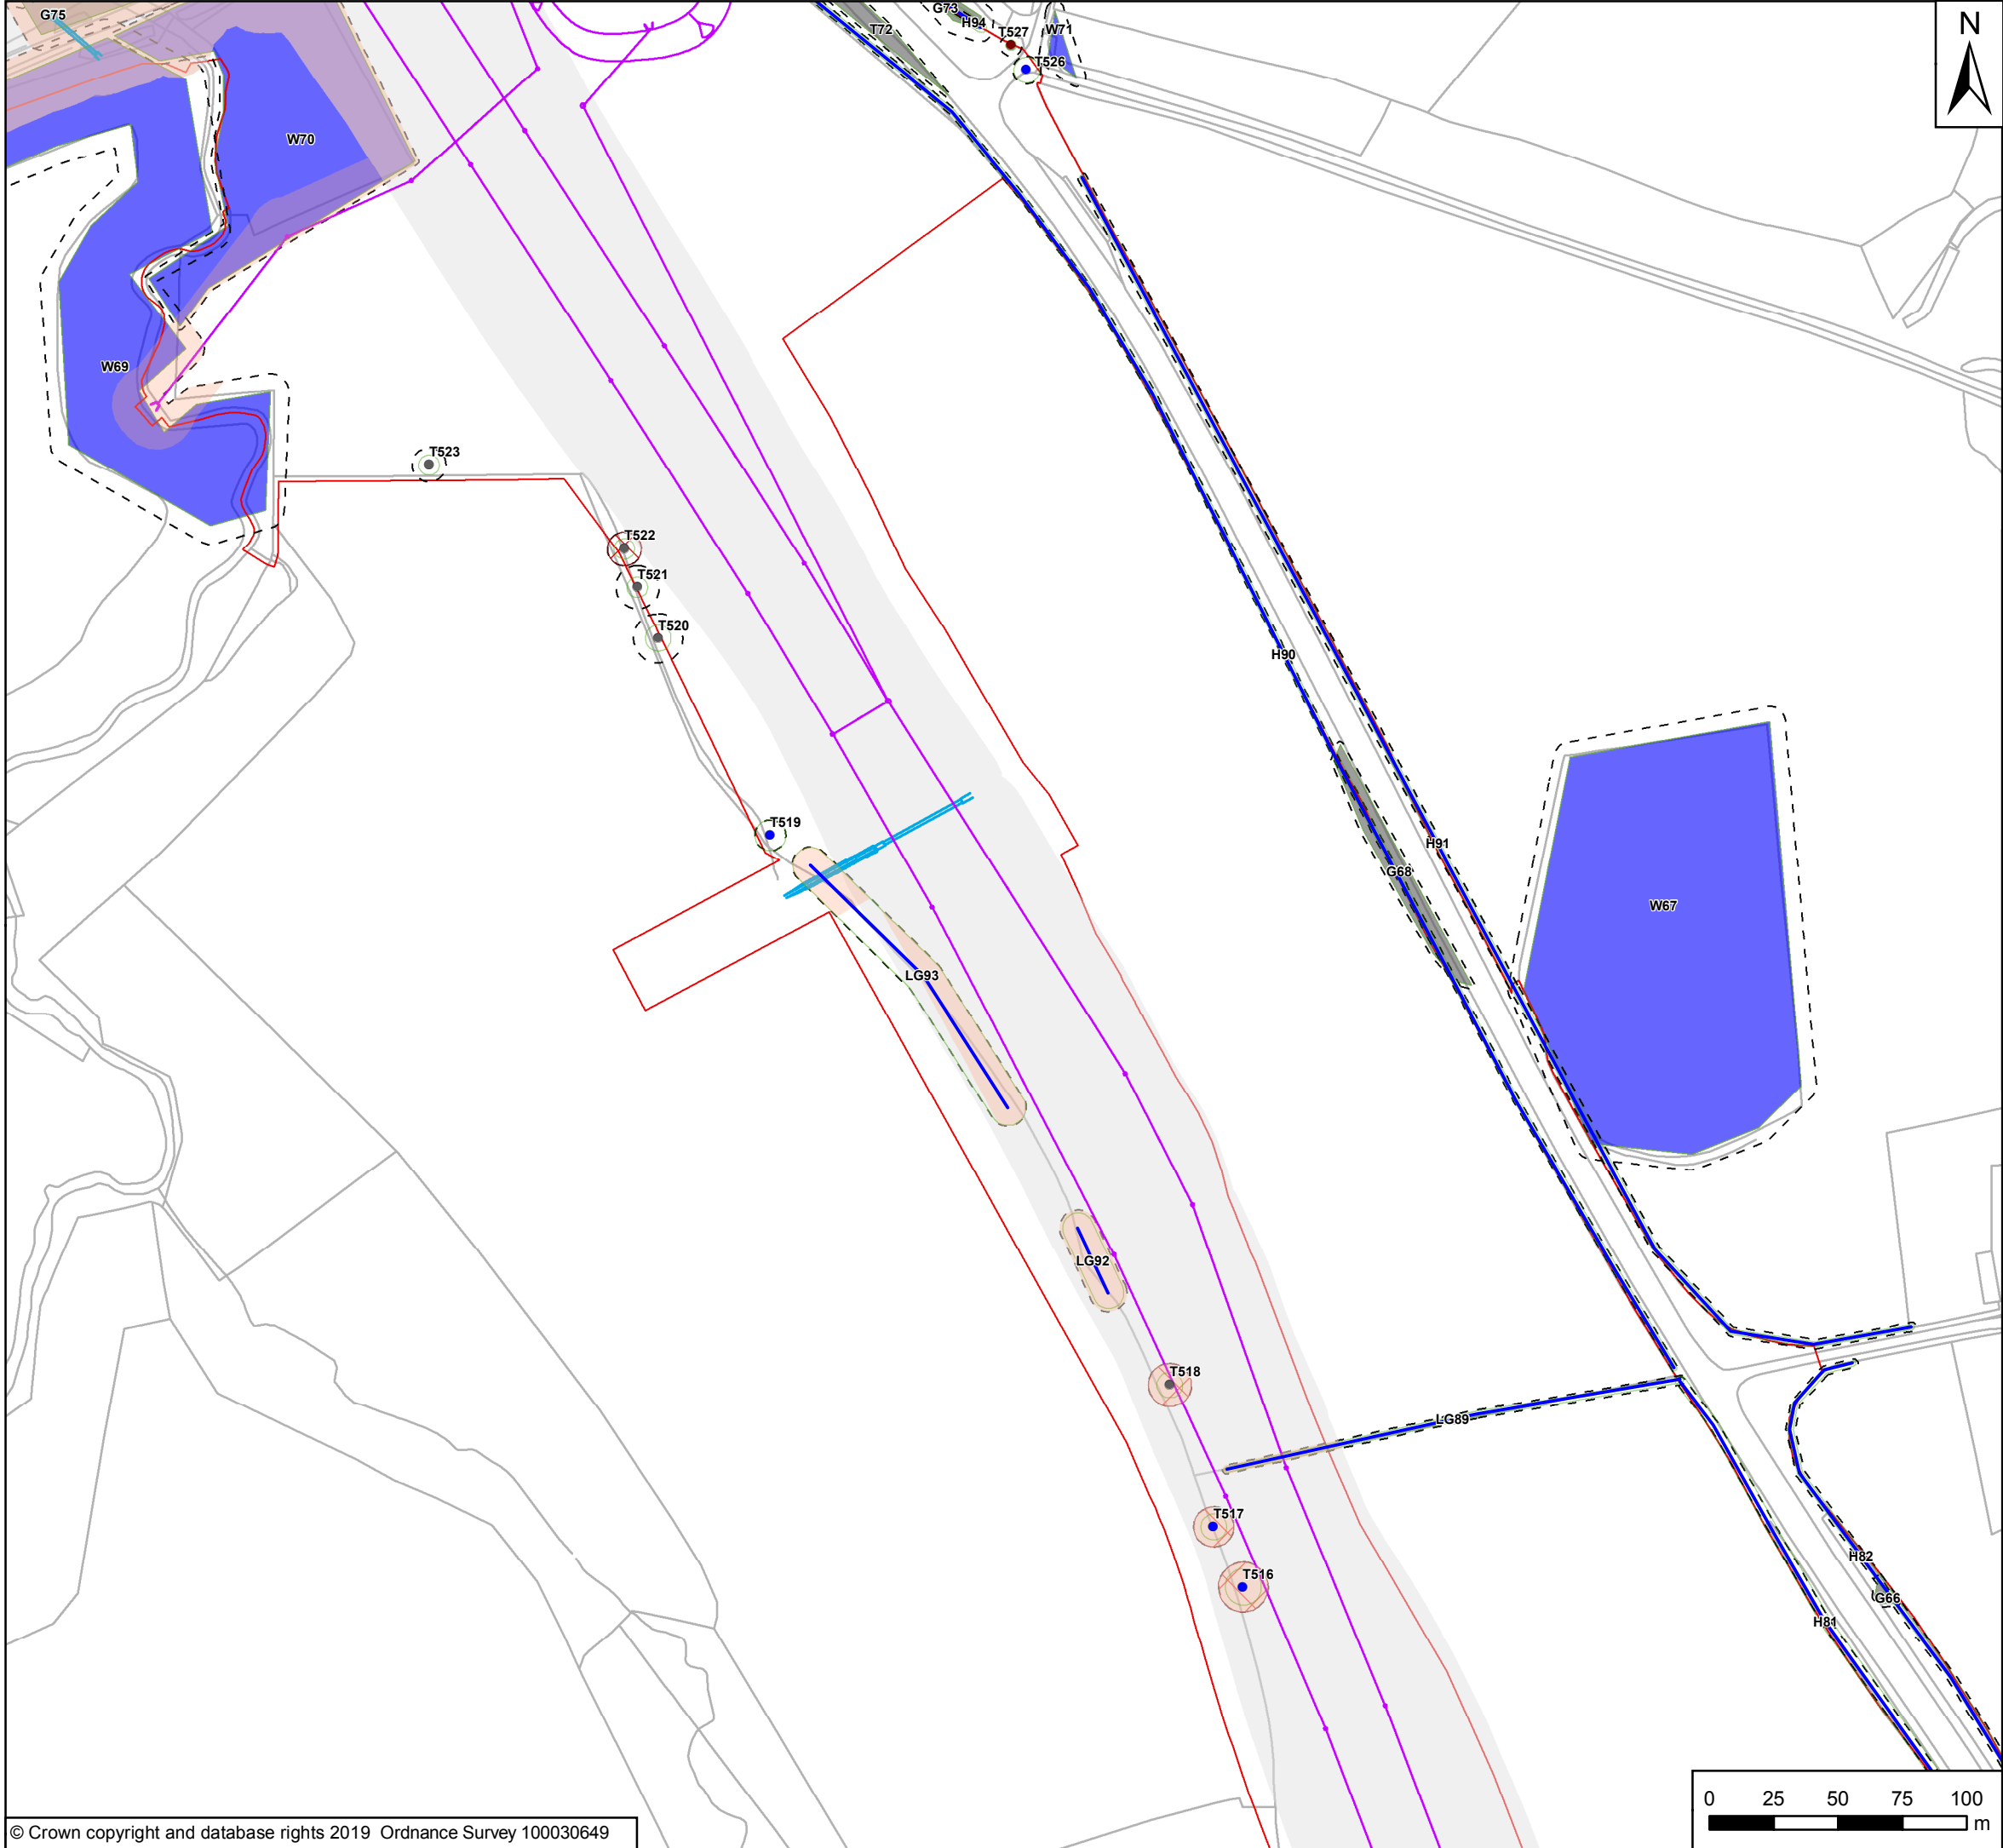 G75
G73
H94
T72
T527
W71
T526
N
W70
W69
T523
T522
T521
T520
H90
T519
H91
G68
W67
LG93
LG92
T518
LG89
T517
T516
H82
G66
H81
0 25 50 75 100
m
© Crown copyright and database rights 2019 Ordnance Survey 100030649